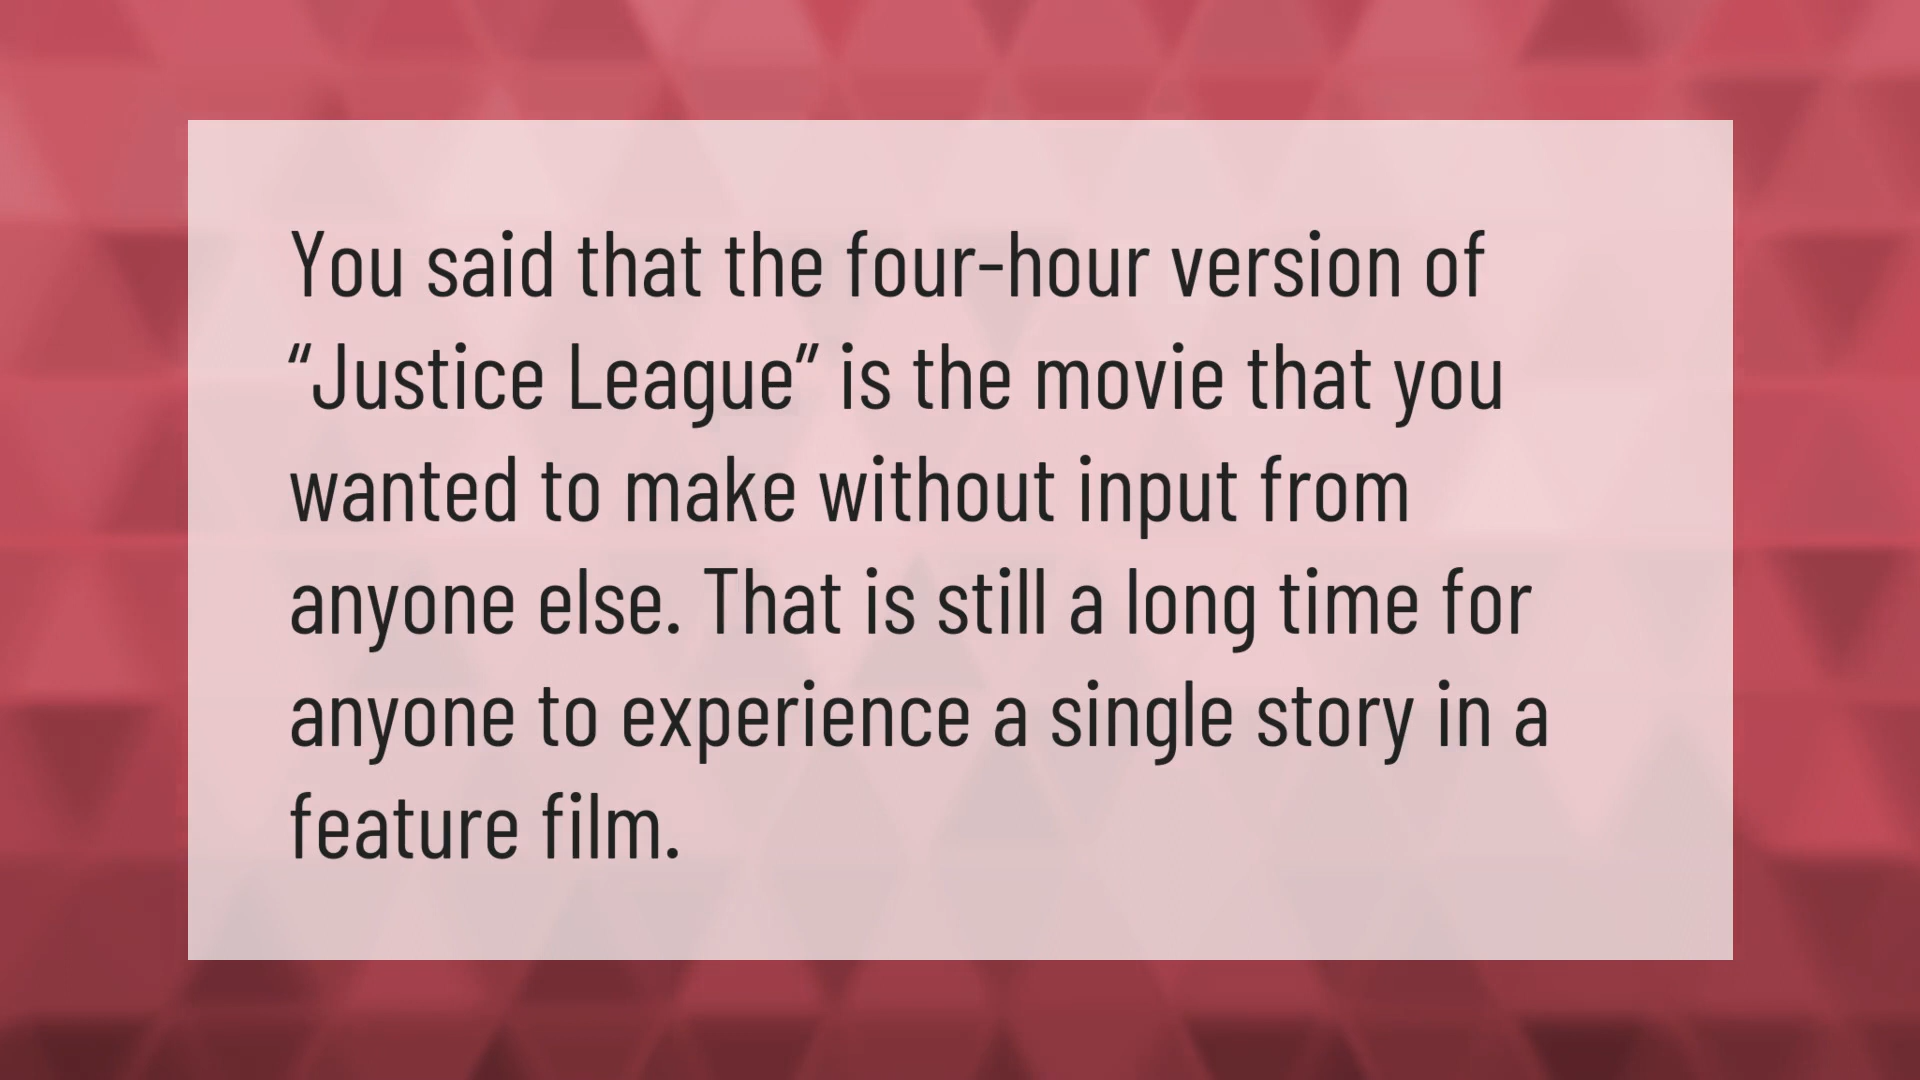 You said that the four-hour version of
“Justice League” is the movie that you
wanted to make without input from
anyone else. That is still a long time for
anyone to experience a single story in a
feature film.